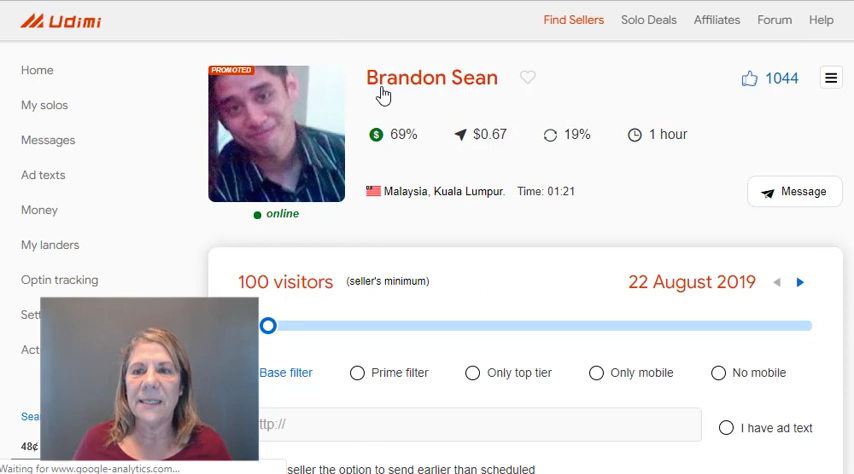 Udimi
Find Sellers Solo Deals Affiliates Forum Help
Home
My solos
Messages
Ad texts
Money
My landers
Optin tracking
PROMOTED
Brandon Sean
1044
69% $0.67 19% 1 hour
Malaysia, Kuala Lumpur. Time: 01:21
Message
online
100 visitors (seller's minimum) 22 August 2019
Base filter Prime filter Only top tier Only mobile No mobile
ttp://
I have ad text
seller the option to send earlier than scheduled
Set
Act
Sea
48¢
Waiting for www.google-analytics.com...